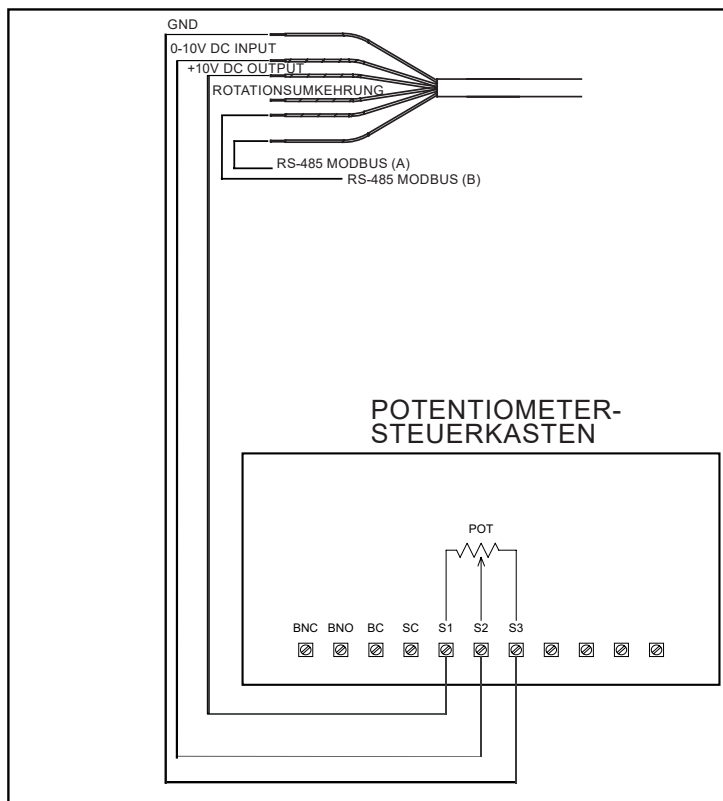 GND
0-10V DC INPUT
+10V DC OUTPUT
ROTATIONSUMKEHRUNG
RS-485 MODBUS (A)
RS-485 MODBUS (B)
POTENTIOMETER-
STEUERKASTEN
POT
BNC BNO BC SC S1 S2 S3